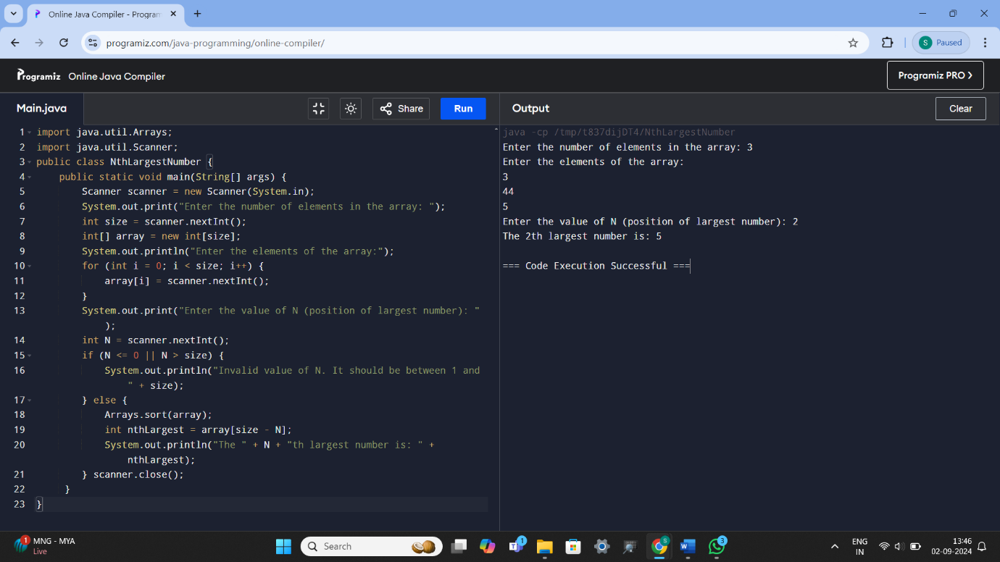 Online Java Compiler - Program
programiz.com/java-programming/online-compiler/
S Paused
Programiz Online Java Compiler
Programiz PRO
Main.java
Share
Run
Output
Clear
1 import java.util.Arrays;
2 import java.util.Scanner;
3 public class NthLargestNumber {
4 public static void main(String[] args) {
5 Scanner scanner = new Scanner(System.in);
6 System.out.print("Enter the number of elements in the array: ");
7 int size = scanner.nextInt();
8 int[] array = new int[size];
9 System.out.println("Enter the elements of the array:");
10 for (int i = 0; i < size; i++) {
11 array[i] = scanner.nextInt();
12 }
13 System.out.print("Enter the value of N (position of largest number): "
);
14 int N = scanner.nextInt();
15 if (N <= 0 || N > size) {
16 System.out.println("Invalid value of N. It should be between 1 and
" + size);
17 } else {
18 Arrays.sort(array);
19 int nthLargest = array[size - N];
20 System.out.println("The " + N + "th largest number is: " +
nthLargest);
21 } scanner.close();
22 }
23 }
java -cp /tmp/t837dijDT4/NthLargestNumber
Enter the number of elements in the array: 3
Enter the elements of the array:
3
44
5
Enter the value of N (position of largest number): 2
The 2th largest number is: 5
=== Code Execution Successful ===
1
MNG - MYA
Live
Search
1
S
W
3
ENG
IN
13:46
02-09-2024